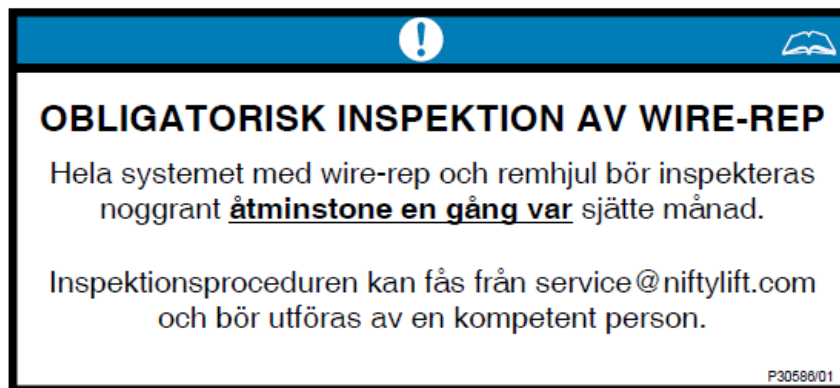 OBLIGATORISK INSPEKTION AV WIRE-REP
Hela systemet med wire-rep och remhjul bör inspekteras
noggrant åtminstone en gång var sjätte månad.
Inspektionsproceduren kan fås från service@niftylift.com
och bör utföras av en kompetent person.
P30586/01